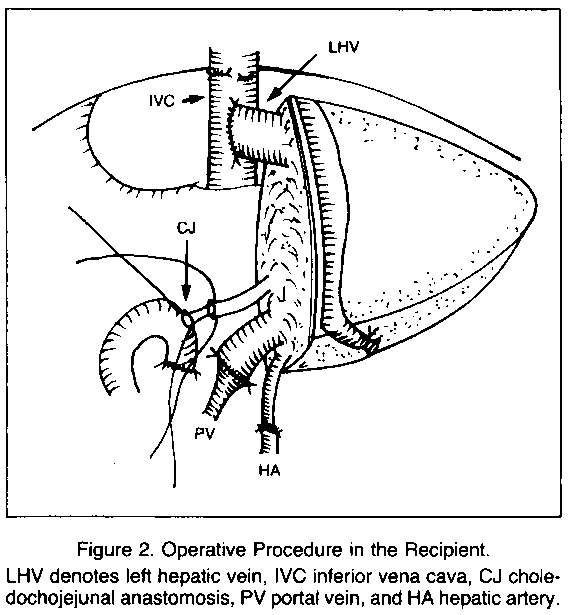 LHV
IVC
CJ
PV
HA
Figure 2. Operative Procedure in the Recipient.
LHV denotes left hepatic vein, IVC inferior vena cava, CJ chole-
dochojejunal anastomosis, PV portal vein, and HA hepatic artery.